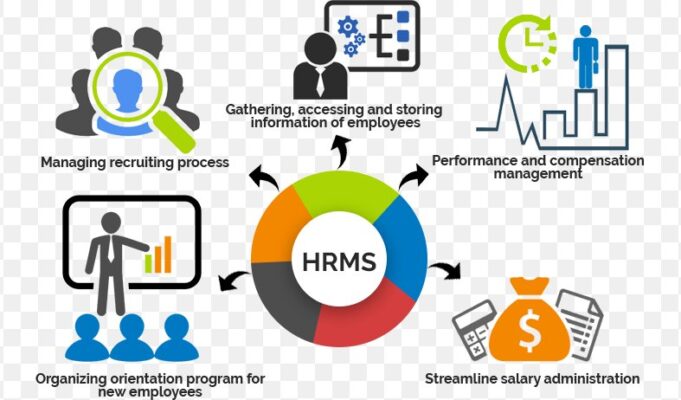 Gathering, accessing and storing
information of employees
Managing recruiting process
Performance and compensation
management
HRMS
$
Organizing orientation program for
new employees
Streamline salary administration